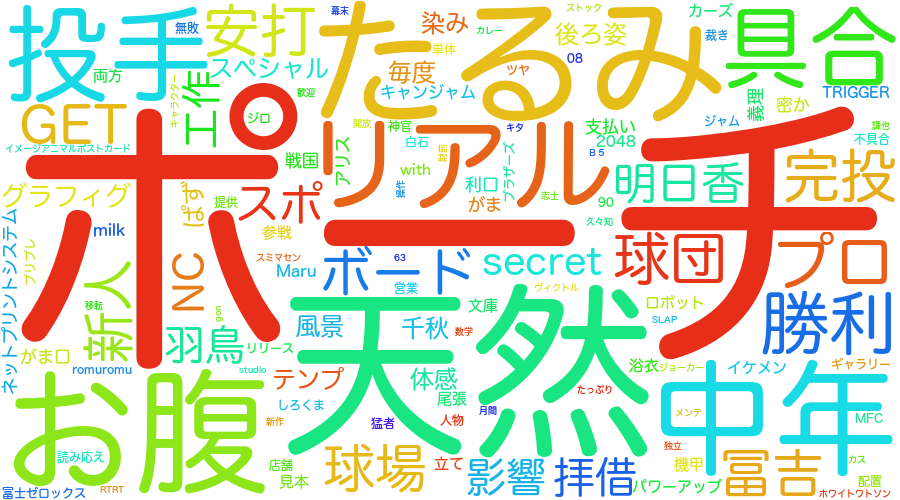 幕末
ストック
投手
無敗
安打
たるみ
カーズ
具合
カレー
染み
後ろ姿
裁き
単体
両方
スペシャル
毎度
ツヤ
08
キャンジャム
TRIGGER
GET
キャラクター
工作
歓迎
ジロ
開放
神官
キタ
支払い
義理
密か
ジャム
謙也
不具合
イメージアニマルポストカード
ポーチ
リアル
白石
2048
B5
戦国
アリス
with
ブラザーズ
完投
グラフィグ
ぱず
提供
スポ
利口
がま
志士
90
明日香
久々知
ネットプリントシステム
プリプレ
milk
参戦
球団
プロ
NC
スミマセン
63
Maru
ボード
secret
新人
営業
ヴィクトル
移転
gon
文庫
ロボット
勝利
羽鳥
風景
千秋
数学
SLAP
がま口
リリース
romuromu
studio
天然
浴衣
ジョーカー
イケメン
ギャラリー
お腹
テンプ
体感
たっぷり
中年
しろくま
尾張
月間
メンテ
新作
猛者
人物
MFC
読み応え
球場
立て
独立
店舗
影響
拝借
機甲
冨吉
カス
見本
パワーアップ
配置
富士ゼロックス
RTRT
ホワイトワトソン